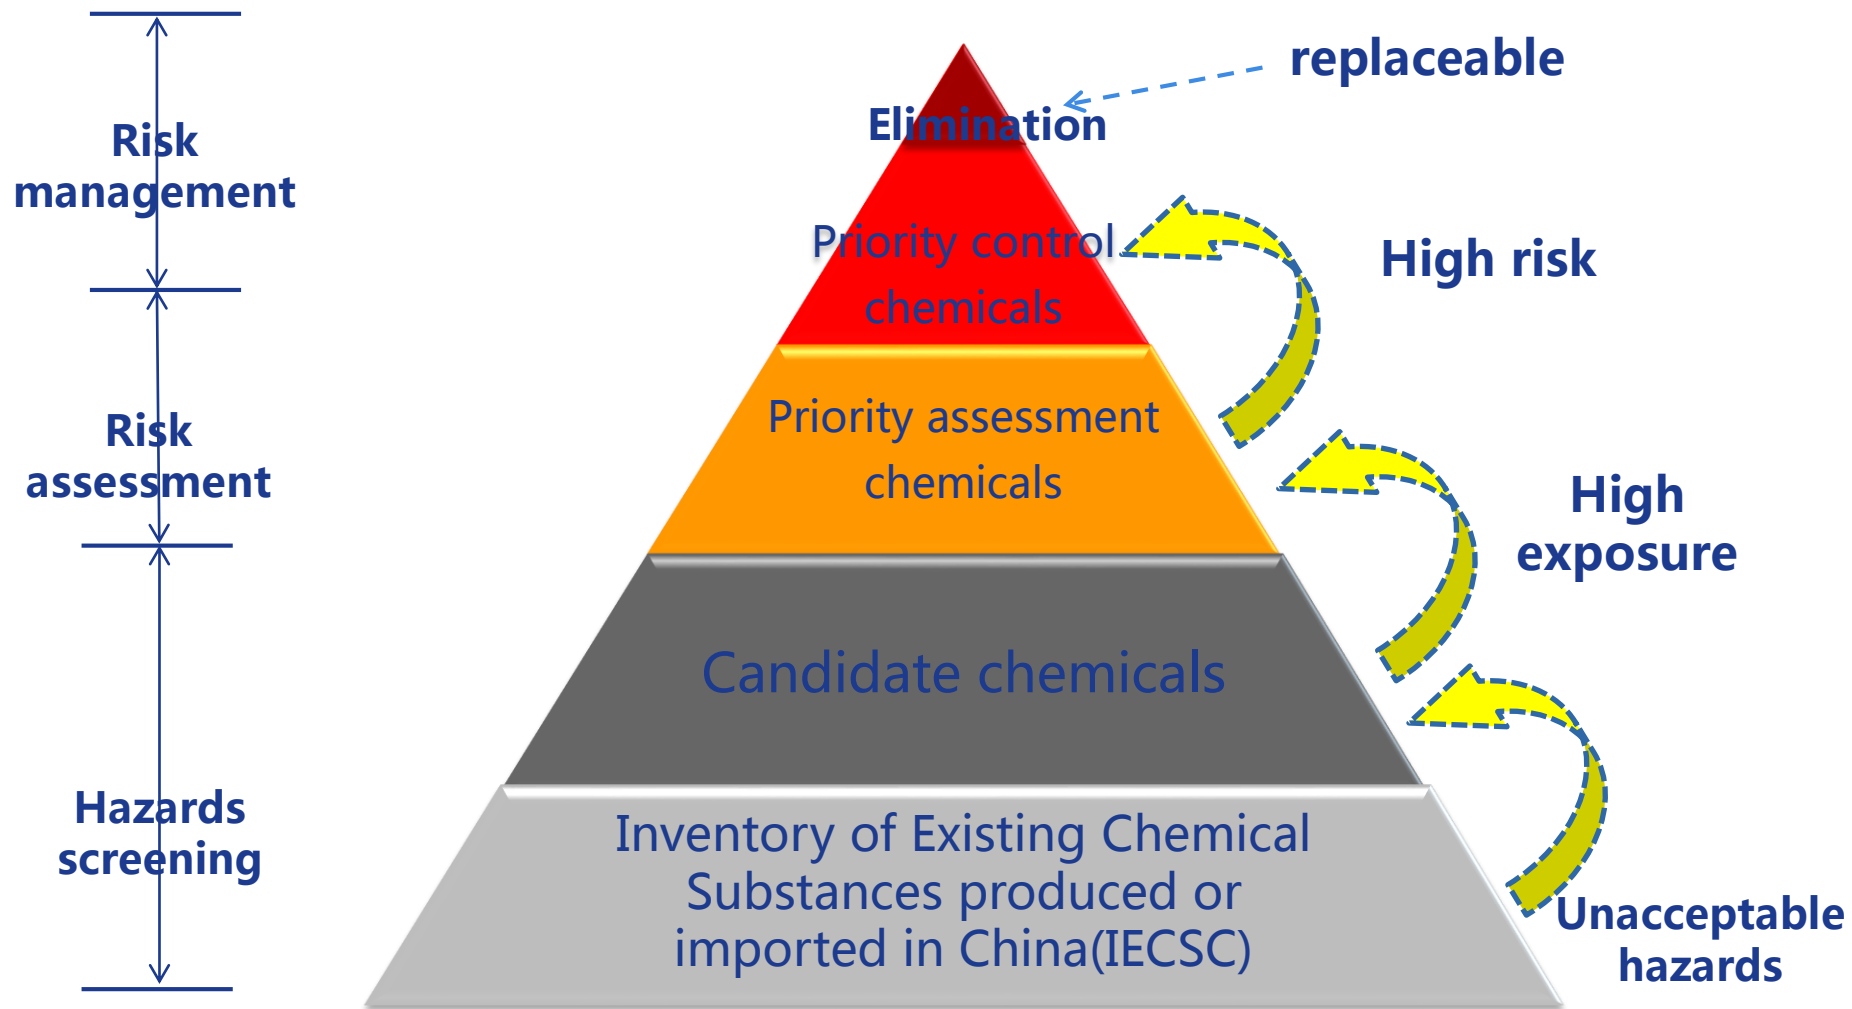 replaceable
Elimination
Risk
management
Priority control
chemicals
High risk
Priority assessment
chemicals
Risk
assessment
High
exposure
Candidate chemicals
Hazards
screening
Inventory of Existing Chemical
Substances produced or
imported in China(IECSC)
Unacceptable
hazards